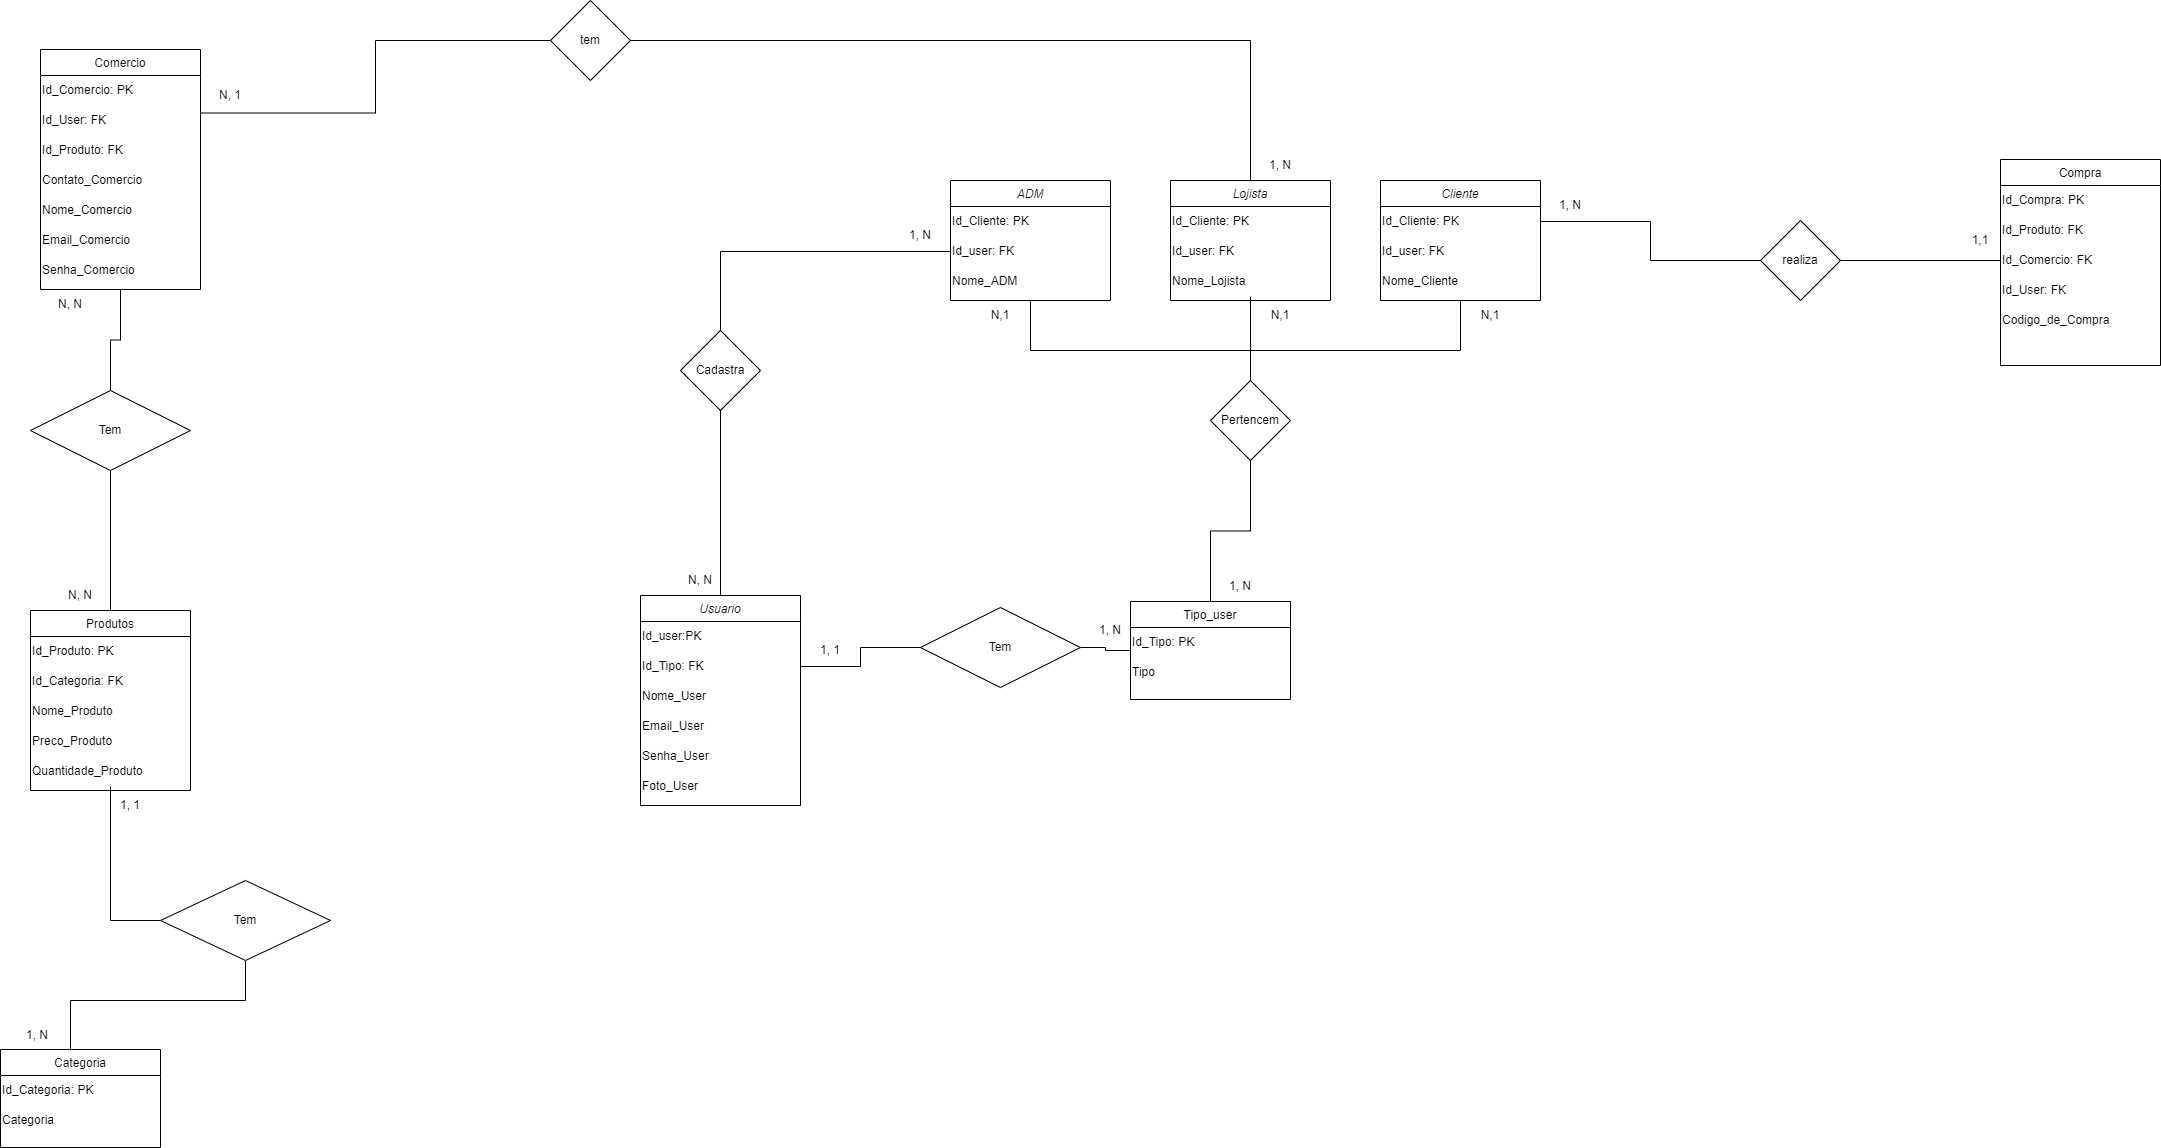 tem
Comercio
Id_Comercio: PK
Id_User: FK
Id_Produto: FK
Contato_Comercio
Nome_Comercio
Email_Comercio
Senha_Comercio
N, 1
N, N
1, N
ADM
Id_Cliente: PK
Id_user: FK
Nome_ADM
1, N
N,1
Lojista
Id_Cliente: PK
Id_user: FK
Nome_Lojista
N,1
Cliente
Id_Cliente: PK
Id_user: FK
Nome_Cliente
N,1
1, N
realiza
1,1
Compra
Id_Compra: PK
Id_Produto: FK
Id_Comercio: FK
Id_User: FK
Codigo_de_Compra
Cadastra
Pertencem
Tem
N, N
Produtos
Id_Produto: PK
Id_Categoria: FK
Nome_Produto
Preco_Produto
Quantidade_Produto
1, 1
N, N
Usuario
Id_user:PK
Id_Tipo: FK
Nome_User
Email_User
Senha_User
Foto_User
1, 1
Tem
1, N
1, N
Tipo_user
Id_Tipo: PK
Tipo
Tem
1, N
Categoria
Id_Categoria: PK
Categoria